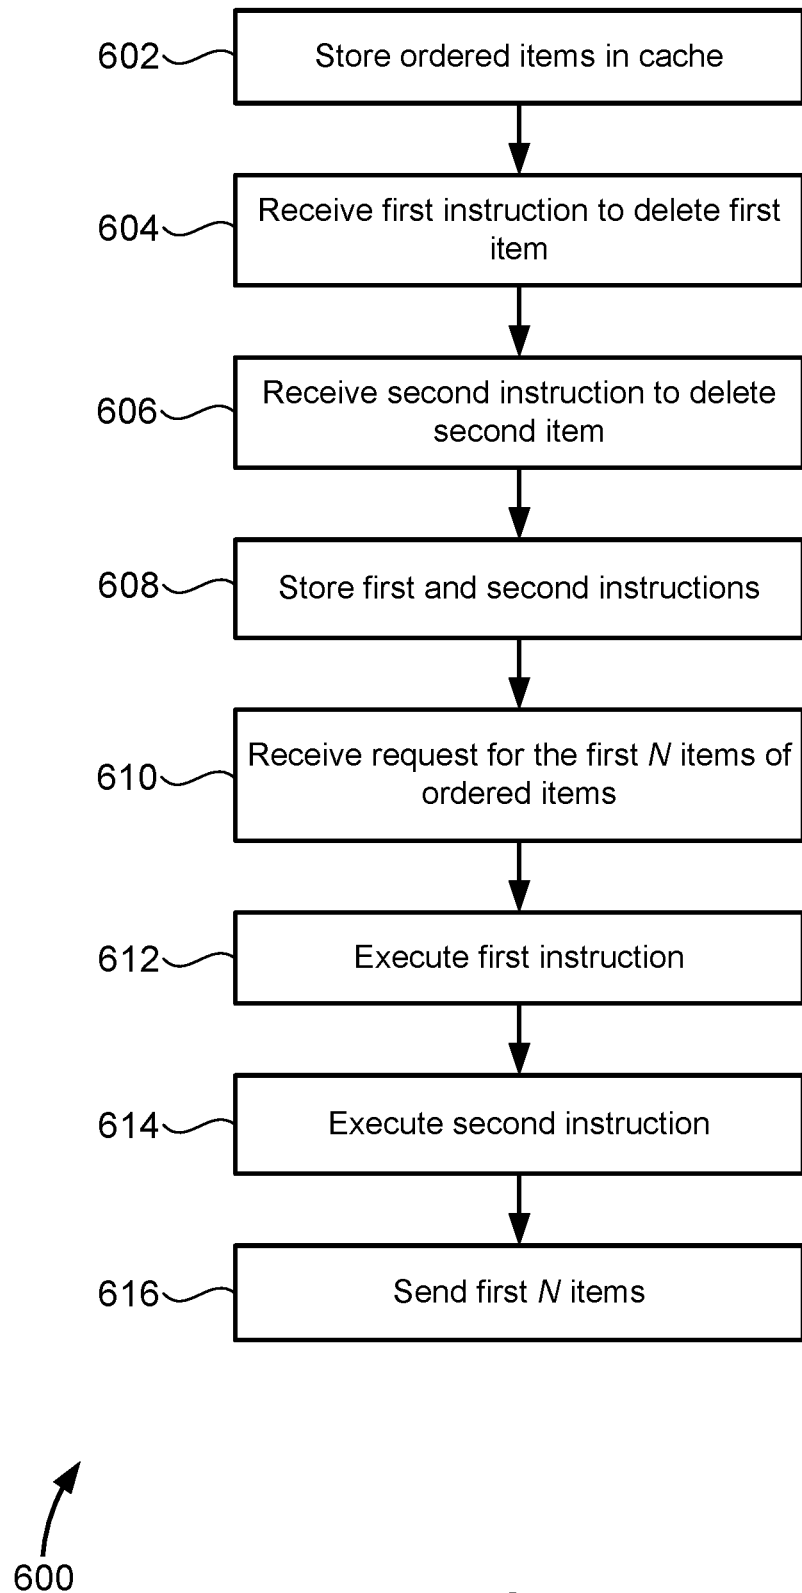 602
Store ordered items in cache
604
Receive first instruction to delete first
item
606
Receive second instruction to delete
second item
608
Store first and second instructions
610
Receive request for the first N items of
ordered items
612
Execute first instruction
614
Execute second instruction
616
Send first N items
600